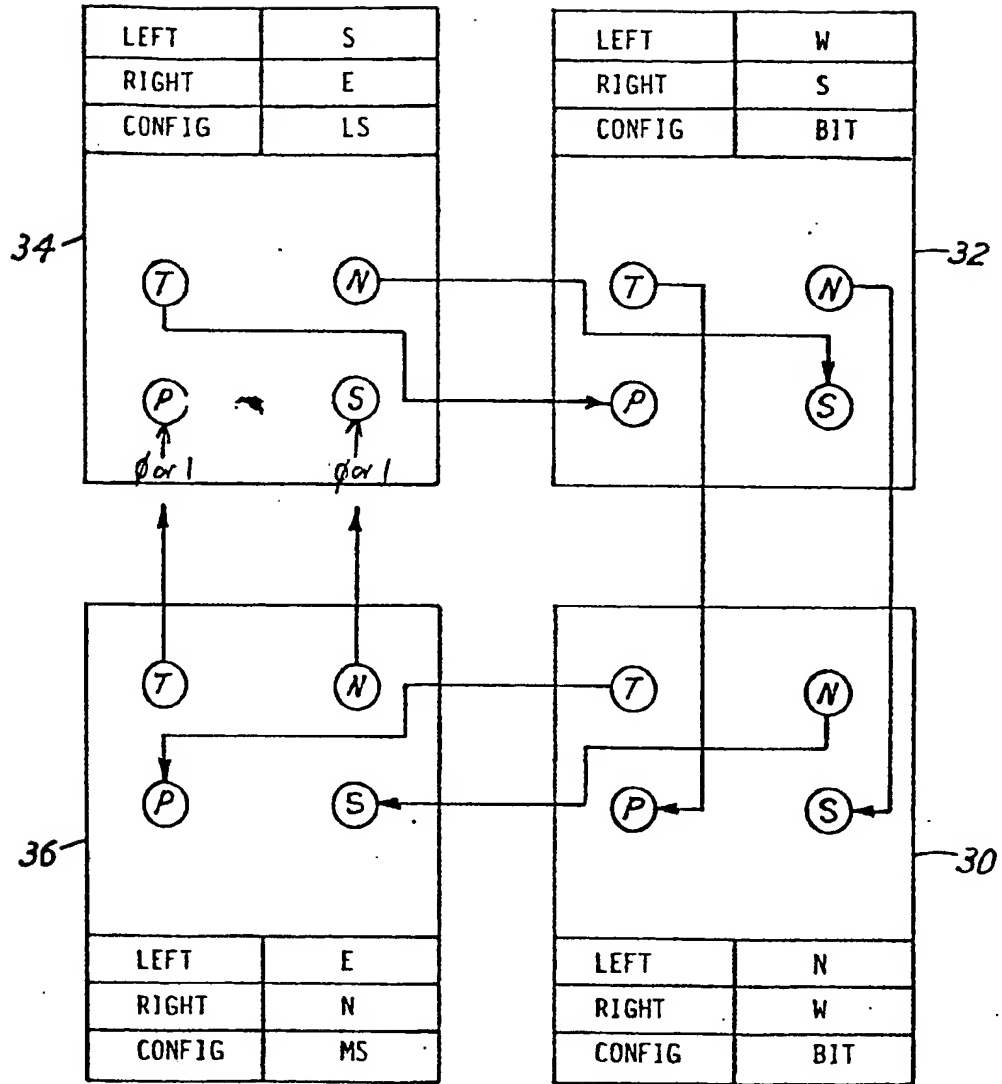 LEFT S
RIGHT E
CONFIG LS
LEFT W
RIGHT S
CONFIG BIT
34
32
T N
T N
P S
P S
φ or 1 φ or 1
T N
T N
P S
P S
36
30
LEFT E
RIGHT N
CONFIG MS
LEFT N
RIGHT W
CONFIG BIT